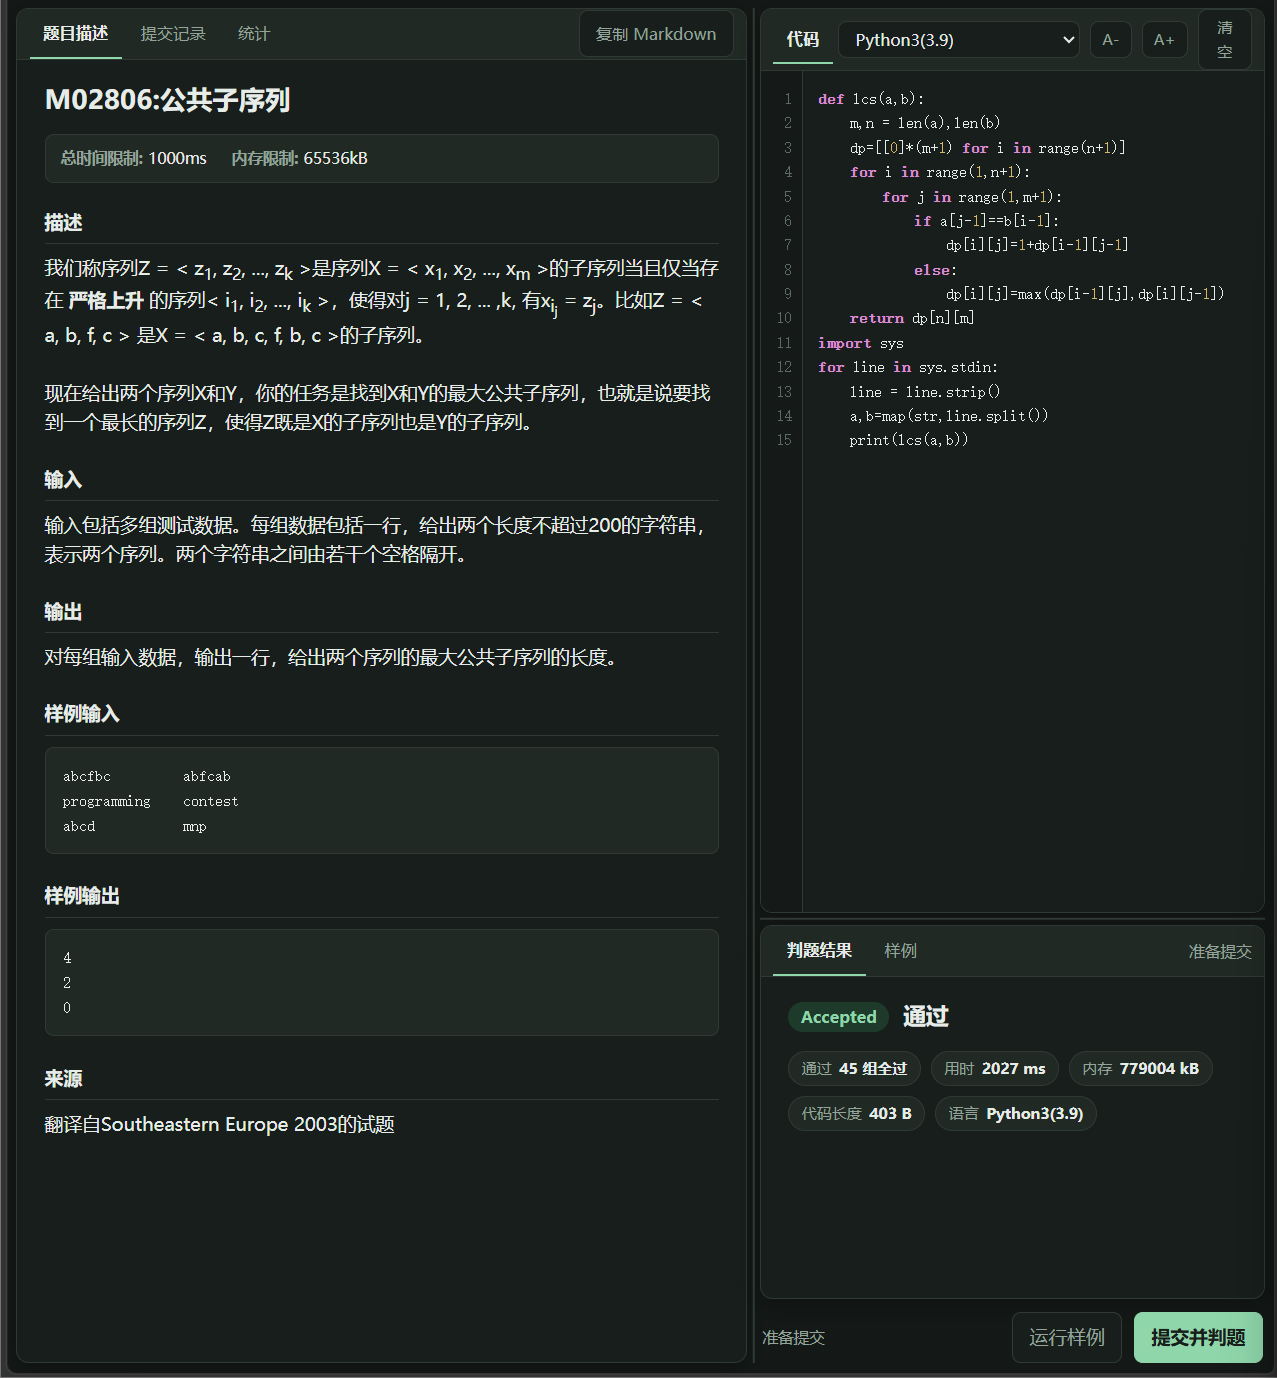 题目描述 提交记录 统计 复制 Markdown
M02806:公共子序列
总时间限制: 1000ms 内存限制: 65536kB
描述
我们称序列Z = < z1, z2, ..., zk >是序列X = < x1, x2, ..., xm >的子序列当且仅当存
在 严格上升 的序列< i1, i2, ..., ik >，使得对j = 1, 2, ... ,k, 有xij = zj。比如Z = <
a, b, f, c > 是X = < a, b, c, f, b, c >的子序列。
现在给出两个序列X和Y，你的任务是找到X和Y的最大公共子序列，也就是说要找
到一个最长的序列Z，使得Z既是X的子序列也是Y的子序列。
输入
输入包括多组测试数据。每组数据包括一行，给出两个长度不超过200的字符串，
表示两个序列。两个字符串之间由若干个空格隔开。
输出
对每组输入数据，输出一行，给出两个序列的最大公共子序列的长度。
样例输入
abcfbc         abfcab
programming    contest
abcd           mnp
样例输出
4
2
0
来源
翻译自Southeastern Europe 2003的试题
代码 Python3(3.9) A- A+ 清
空
1 def lcs(a,b):
2     m,n = len(a),len(b)
3     dp=[[0]*(m+1) for i in range(n+1)]
4     for i in range(1,n+1):
5         for j in range(1,m+1):
6             if a[j-1]==b[i-1]:
7                 dp[i][j]=1+dp[i-1][j-1]
8             else:
9                 dp[i][j]=max(dp[i-1][j],dp[i][j-1])
10     return dp[n][m]
11 import sys
12 for line in sys.stdin:
13     line = line.strip()
14     a,b=map(str,line.split())
15     print(lcs(a,b))
判题结果 样例 准备提交
Accepted 通过
通过 45 组全过 用时 2027 ms 内存 779004 kB
代码长度 403 B 语言 Python3(3.9)
准备提交 运行样例 提交并判题